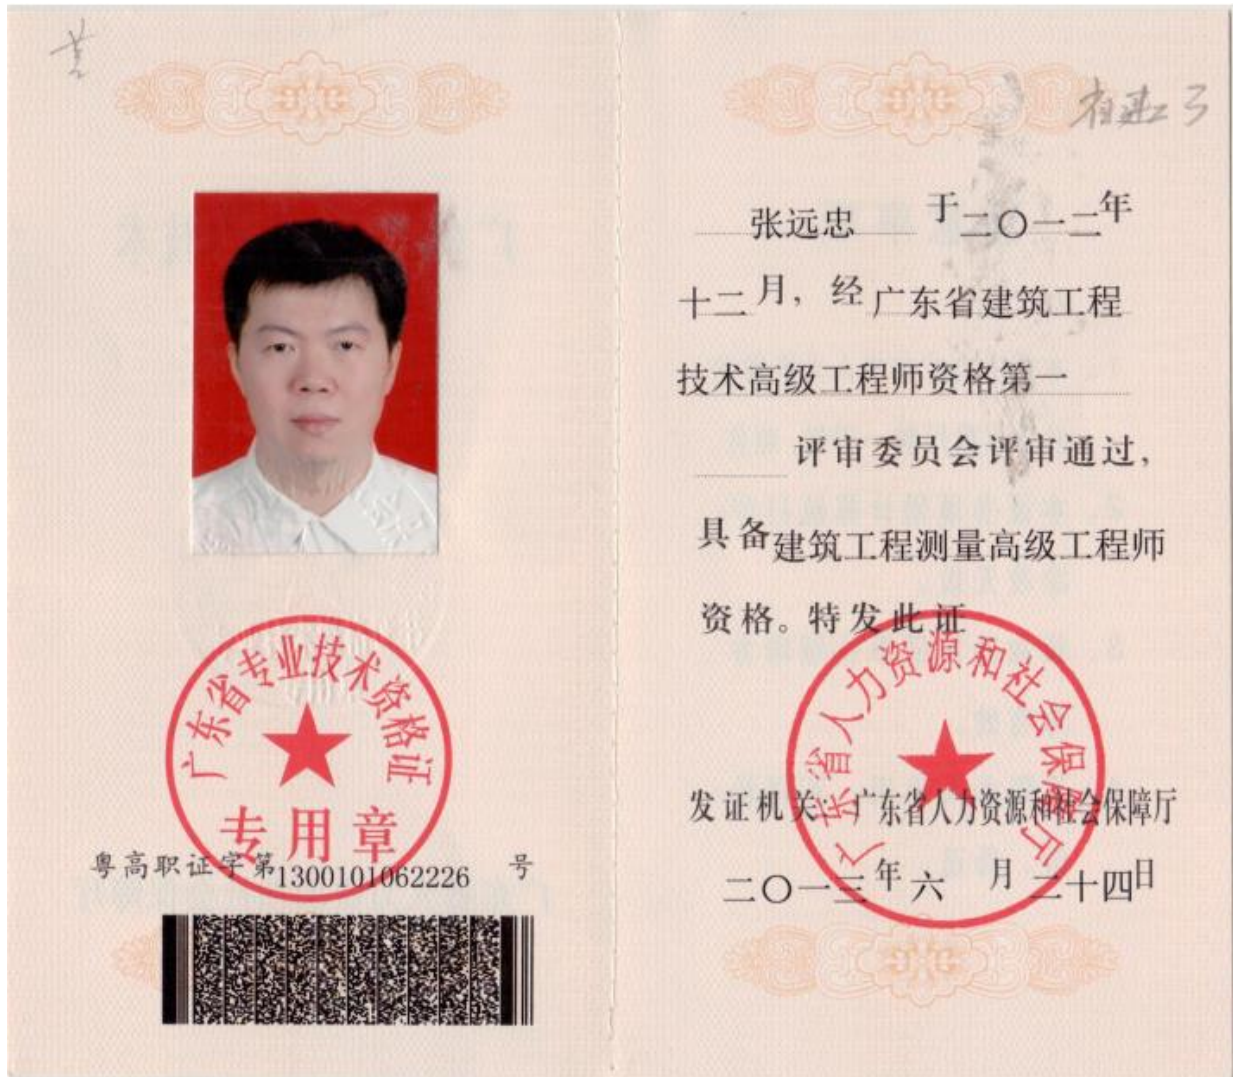 广东省专业技术资格证
专用章
粤高职证字第1300101062226 号
张远忠 于二〇一二年
十二月，经广东省建筑工程
技术高级工程师资格第一
评审委员会评审通过，
具备建筑工程测量高级工程师
资格。特发此证
广东省人力资源和社会保障厅
发证机关：广东省人力资源和社会保障厅
二〇一三年六月二十四日